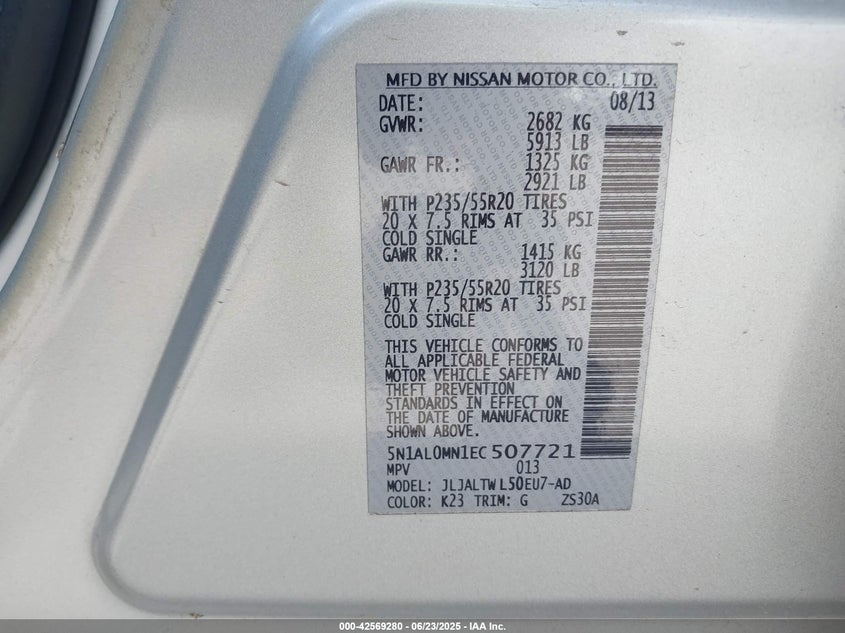 MFD BY NISSAN MOTOR CO., LTD.
DATE: 08/13
GVWR: 2682 KG
5913 LB
GAWR FR.: 1325 KG
2921 LB
WITH P235/55R20 TIRES
20 X 7.5 RIMS AT 35 PSI
COLD SINGLE
GAWR RR.: 1415 KG
3120 LB
WITH P235/55R20 TIRES
20 X 7.5 RIMS AT 35 PSI
COLD SINGLE
THIS VEHICLE CONFORMS TO
ALL APPLICABLE FEDERAL
MOTOR VEHICLE SAFETY AND
THEFT PREVENTION
STANDARDS IN EFFECT ON
THE DATE OF MANUFACTURE
SHOWN ABOVE.
5N1AL0MN1EC507721
MPV 013
MODEL: JLJALTWL50EU7-AD
COLOR: K23 TRIM: G ZS30A
000-42569280 - 06/23/2025 - IAA Inc.